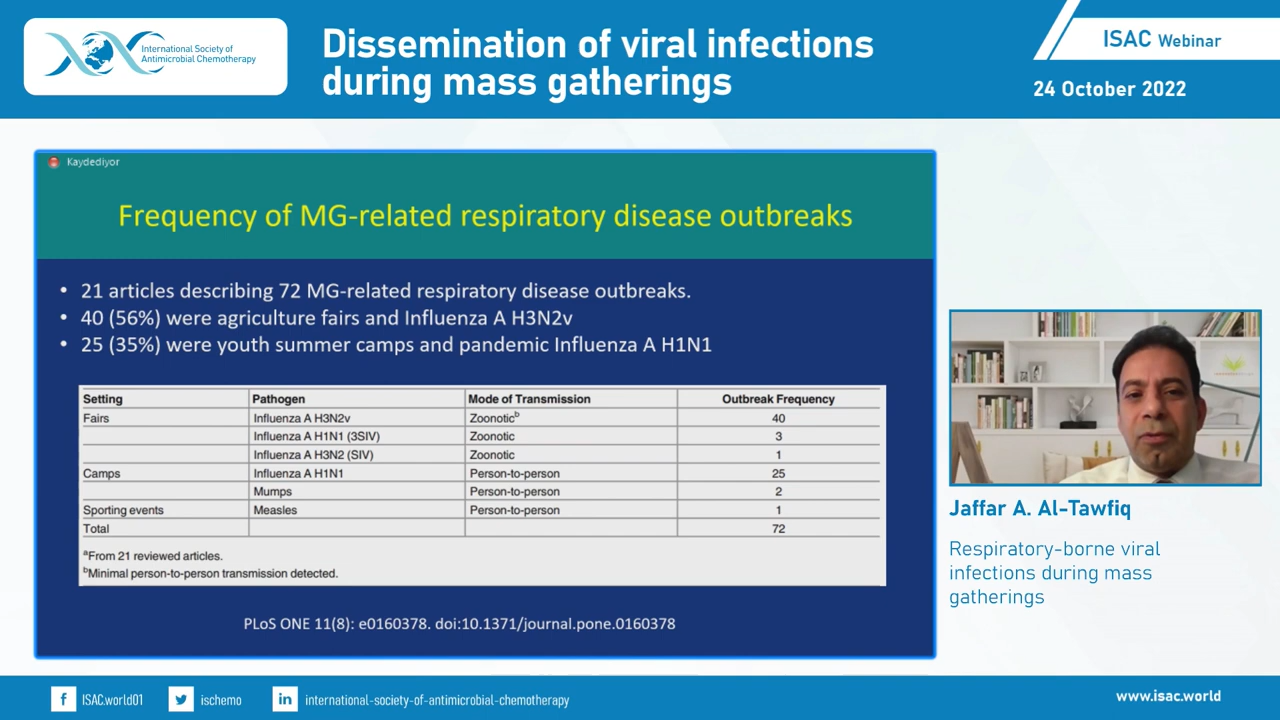 International Society of
Antimicrobial Chemotherapy
Dissemination of viral infections
during mass gatherings
ISAC Webinar
24 October 2022
Kaydediyor
Frequency of MG-related respiratory disease outbreaks
• 21 articles describing 72 MG-related respiratory disease outbreaks.
• 40 (56%) were agriculture fairs and Influenza A H3N2v
• 25 (35%) were youth summer camps and pandemic Influenza A H1N1
Setting Pathogen Mode of Transmission Outbreak Frequency
Fairs Influenza A H3N2v Zoonoticb 40
Influenza A H1N1 (3SIV) Zoonotic 3
Influenza A H3N2 (SIV) Zoonotic 1
Camps Influenza A H1N1 Person-to-person 25
Mumps Person-to-person 2
Sporting events Measles Person-to-person 1
Total 72
aFrom 21 reviewed articles.
bMinimal person-to-person transmission detected.
PLoS ONE 11(8): e0160378. doi:10.1371/journal.pone.0160378
Jaffar A. Al-Tawfiq
Respiratory-borne viral
infections during mass
gatherings
f ISAC.world01 ischemo in international-society-of-antimicrobial-chemotherapy
www.isac.world